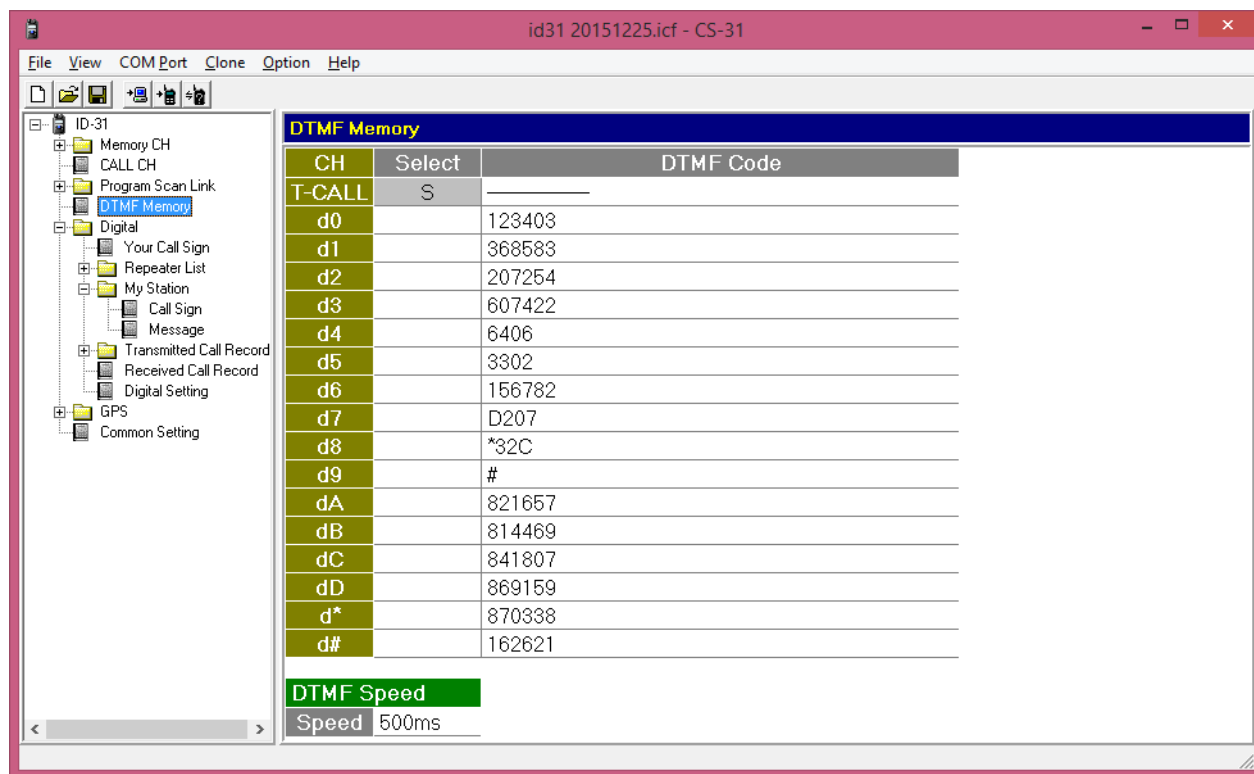 id31 20151225.icf - CS-31
File View COM Port Clone Option Help
ID-31
Memory CH
CALL CH
Program Scan Link
DTMF Memory
Digital
Your Call Sign
Repeater List
My Station
Call Sign
Message
Transmitted Call Record
Received Call Record
Digital Setting
GPS
Common Setting
DTMF Memory
CH Select DTMF Code
T-CALL S ————
d0 123403
d1 368583
d2 207254
d3 607422
d4 6406
d5 3302
d6 156782
d7 D207
d8 *32C
d9 #
dA 821657
dB 814469
dC 841807
dD 869159
d* 870338
d# 162621
DTMF Speed
Speed 500ms